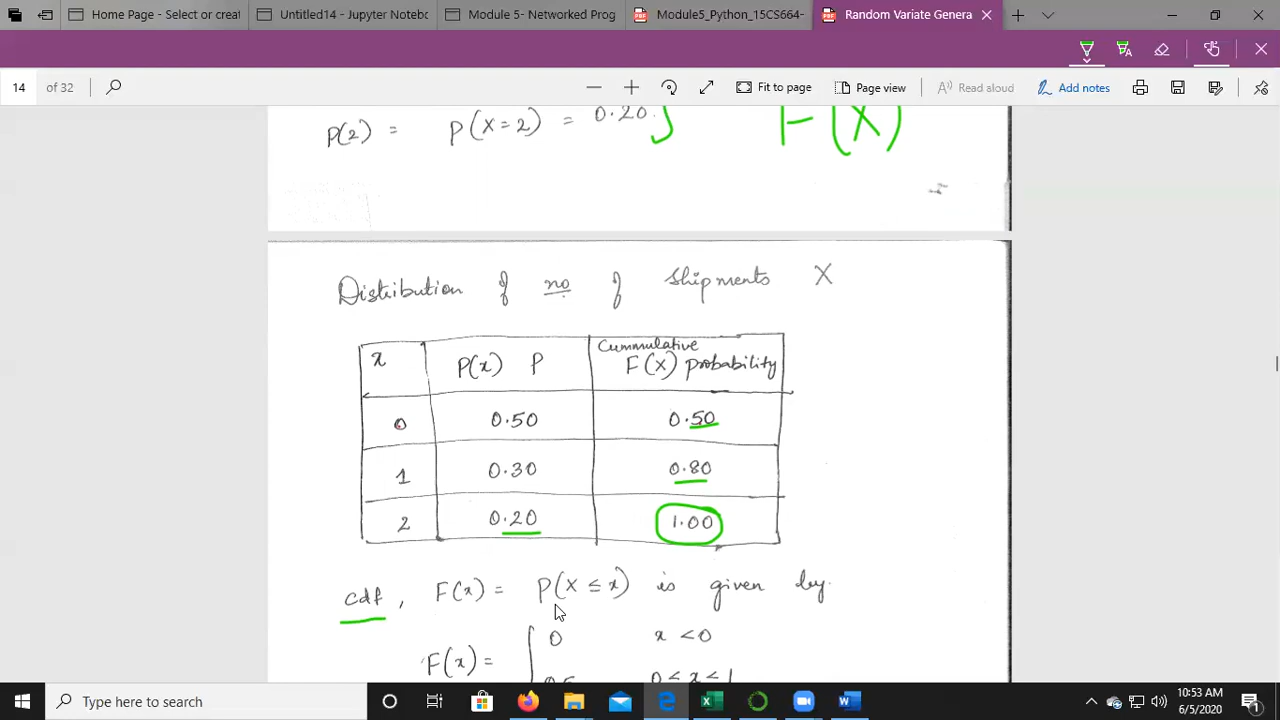 Home Page - Select or creat
Untitled14 - Jupyter Notebo
Module 5- Networked Prog
Module5_Python_15CS664-
Random Variate Genera
14 of 32
Fit to page
Page view
Read aloud
Add notes
P(2) = P(X=2) = 0.20 F(X)
Distribution of no of shipments X
x P(x) P Cummulative F(X) probability
0 0.50 0.50
1 0.30 0.80
2 0.20 1.00
cdf, F(x) = P(X ≤ x) is given by.
F(x) = 0 x < 0
0 < x < 1
Type here to search
10:53 AM
6/5/2020